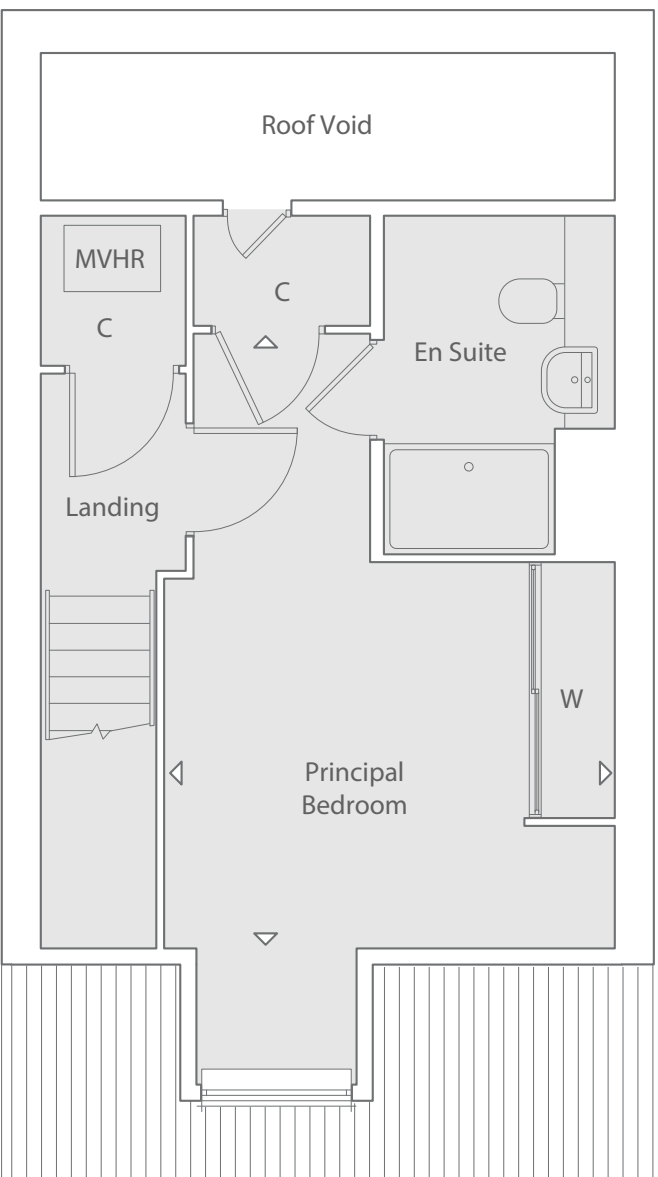 Roof Void
MVHR
C
C
En Suite
Landing
W
Principal
Bedroom